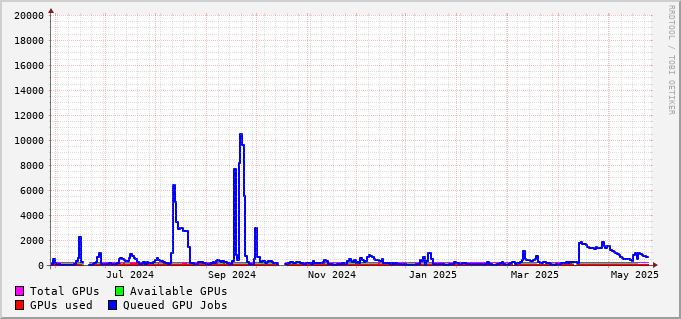 20000
18000
16000
14000
12000
10000
8000
6000
4000
2000
0
Jul 2024 Sep 2024 Nov 2024 Jan 2025 Mar 2025 May 2025
Total GPUs Available GPUs
GPUs used Queued GPU Jobs
RRDTOOL / TOBI OETIKER